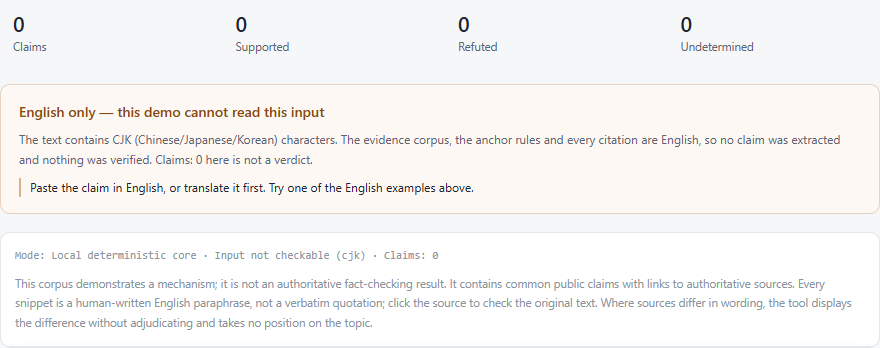 0 0 0 0
Claims Supported Refuted Undetermined
English only — this demo cannot read this input
The text contains CJK (Chinese/Japanese/Korean) characters. The evidence corpus, the anchor rules and every citation are English, so no claim was extracted
and nothing was verified. Claims: 0 here is not a verdict.
Paste the claim in English, or translate it first. Try one of the English examples above.
Mode: Local deterministic core · Input not checkable (cjk) · Claims: 0
This corpus demonstrates a mechanism; it is not an authoritative fact-checking result. It contains common public claims with links to authoritative sources. Every
snippet is a human-written English paraphrase, not a verbatim quotation; click the source to check the original text. Where sources differ in wording, the tool displays
the difference without adjudicating and takes no position on the topic.